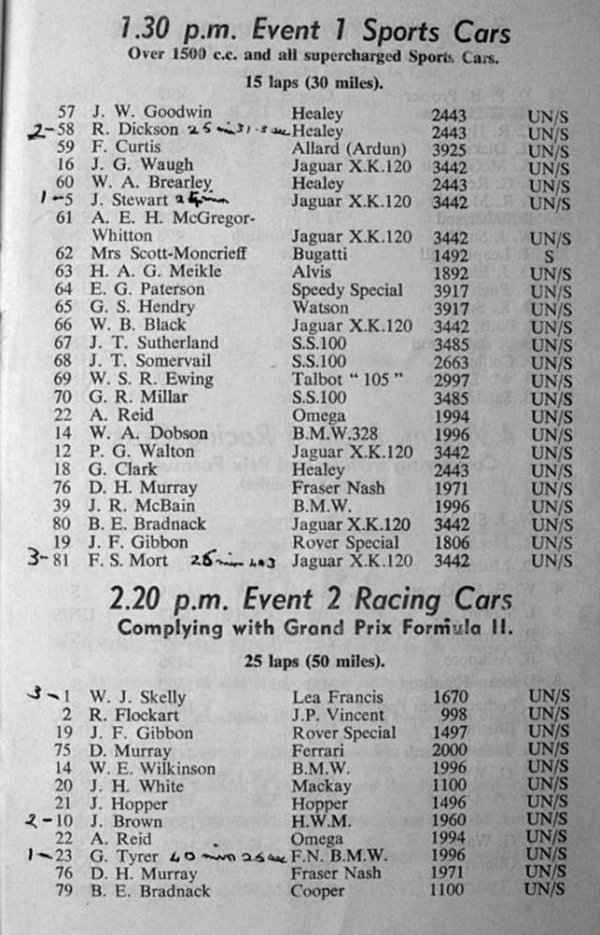 1.30 p.m. Event 1 Sports Cars
Over 1500 c.c. and all supercharged Sports Cars.
15 laps (30 miles).
57 J. W. Goodwin Healey 2443 UN/S
2-58 R. Dickson 25 min 31·8 sec Healey 2443 UN/S
59 F. Curtis Allard (Ardun) 3925 UN/S
16 J. G. Waugh Jaguar X.K.120 3442 UN/S
60 W. A. Brearley Healey 2443 UN/S
1-5 J. Stewart min Jaguar X.K.120 3442 UN/S
61 A. E. H. McGregor-
Whitton Jaguar X.K.120 3442 UN/S
62 Mrs Scott-Moncrieff Bugatti 1492 S
63 H. A. G. Meikle Alvis 1892 UN/S
64 E. G. Paterson Speedy Special 3917 UN/S
65 G. S. Hendry Watson 3917 UN/S
66 W. B. Black Jaguar X.K.120 3442 UN/S
67 J. T. Sutherland S.S.100 3485 UN/S
68 J. T. Somervail S.S.100 2663 UN/S
69 W. S. R. Ewing Talbot “ 105 ” 2997 UN/S
70 G. R. Millar S.S.100 3485 UN/S
22 A. Reid Omega 1994 UN/S
14 W. A. Dobson B.M.W.328 1996 UN/S
12 P. G. Walton Jaguar X.K.120 3442 UN/S
18 G. Clark Healey 2443 UN/S
76 D. H. Murray Fraser Nash 1971 UN/S
39 J. R. McBain B.M.W. 1996 UN/S
80 B. E. Bradnack Jaguar X.K.120 3442 UN/S
19 J. F. Gibbon Rover Special 1806 UN/S
3-81 F. S. Mort min Jaguar X.K.120 3442 UN/S
2.20 p.m. Event 2 Racing Cars
Complying with Grand Prix Formula II.
25 laps (50 miles).
3-1 W. J. Skelly Lea Francis 1670 UN/S
2 R. Flockart J.P. Vincent 998 UN/S
19 J. F. Gibbon Rover Special 1497 UN/S
75 D. Murray Ferrari 2000 UN/S
14 W. E. Wilkinson B.M.W. 1996 UN/S
20 J. H. White Mackay 1100 UN/S
21 J. Hopper Hopper 1496 UN/S
2-10 J. Brown H.W.M. 1960 UN/S
22 A. Reid Omega 1994 UN/S
1-23 G. Tyrer 40 min 26 sec F.N. B.M.W. 1996 UN/S
76 D. H. Murray Fraser Nash 1971 UN/S
79 B. E. Bradnack Cooper 1100 UN/S